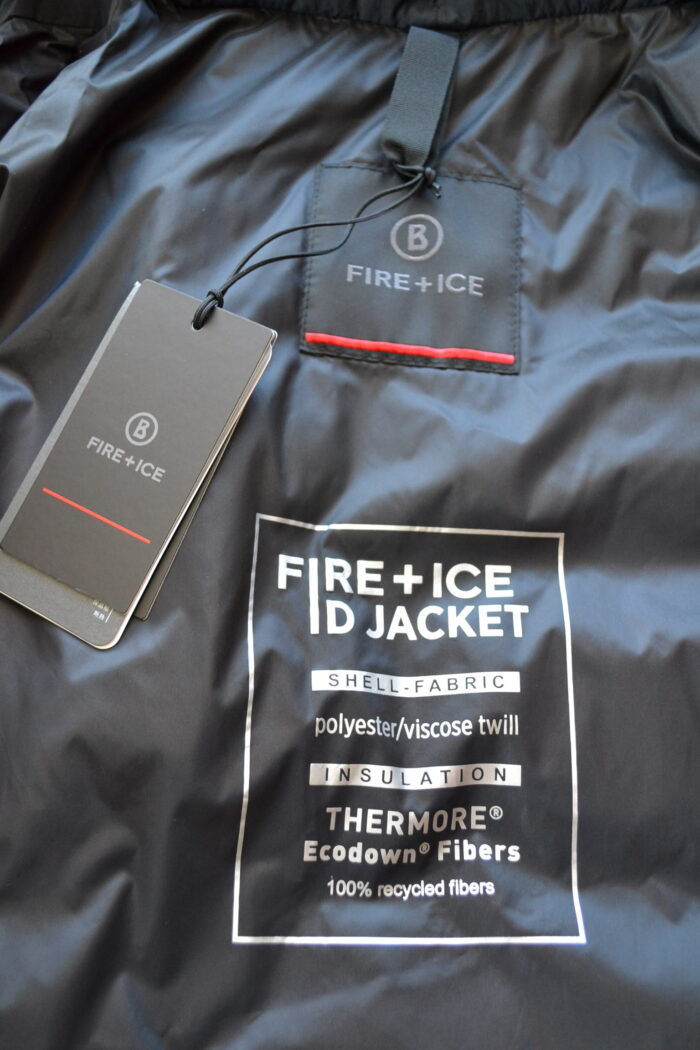 B
FIRE+ICE
B
FIRE+ICE
FIRE+ICE
ID JACKET
SHELL-FABRIC
polyester/viscose twill
INSULATION
THERMORE®
Ecodown® Fibers
100% recycled fibers